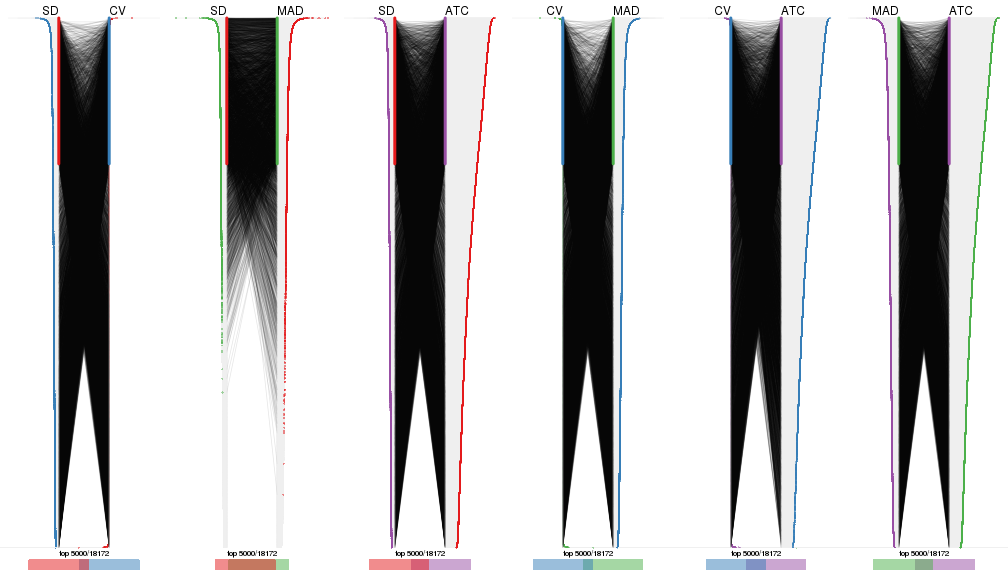 SD CV
SD MAD
SD ATC
CV MAD
CV ATC
MAD ATC
top 5000/18172
top 5000/18172
top 5000/18172
top 5000/18172
top 5000/18172
top 5000/18172